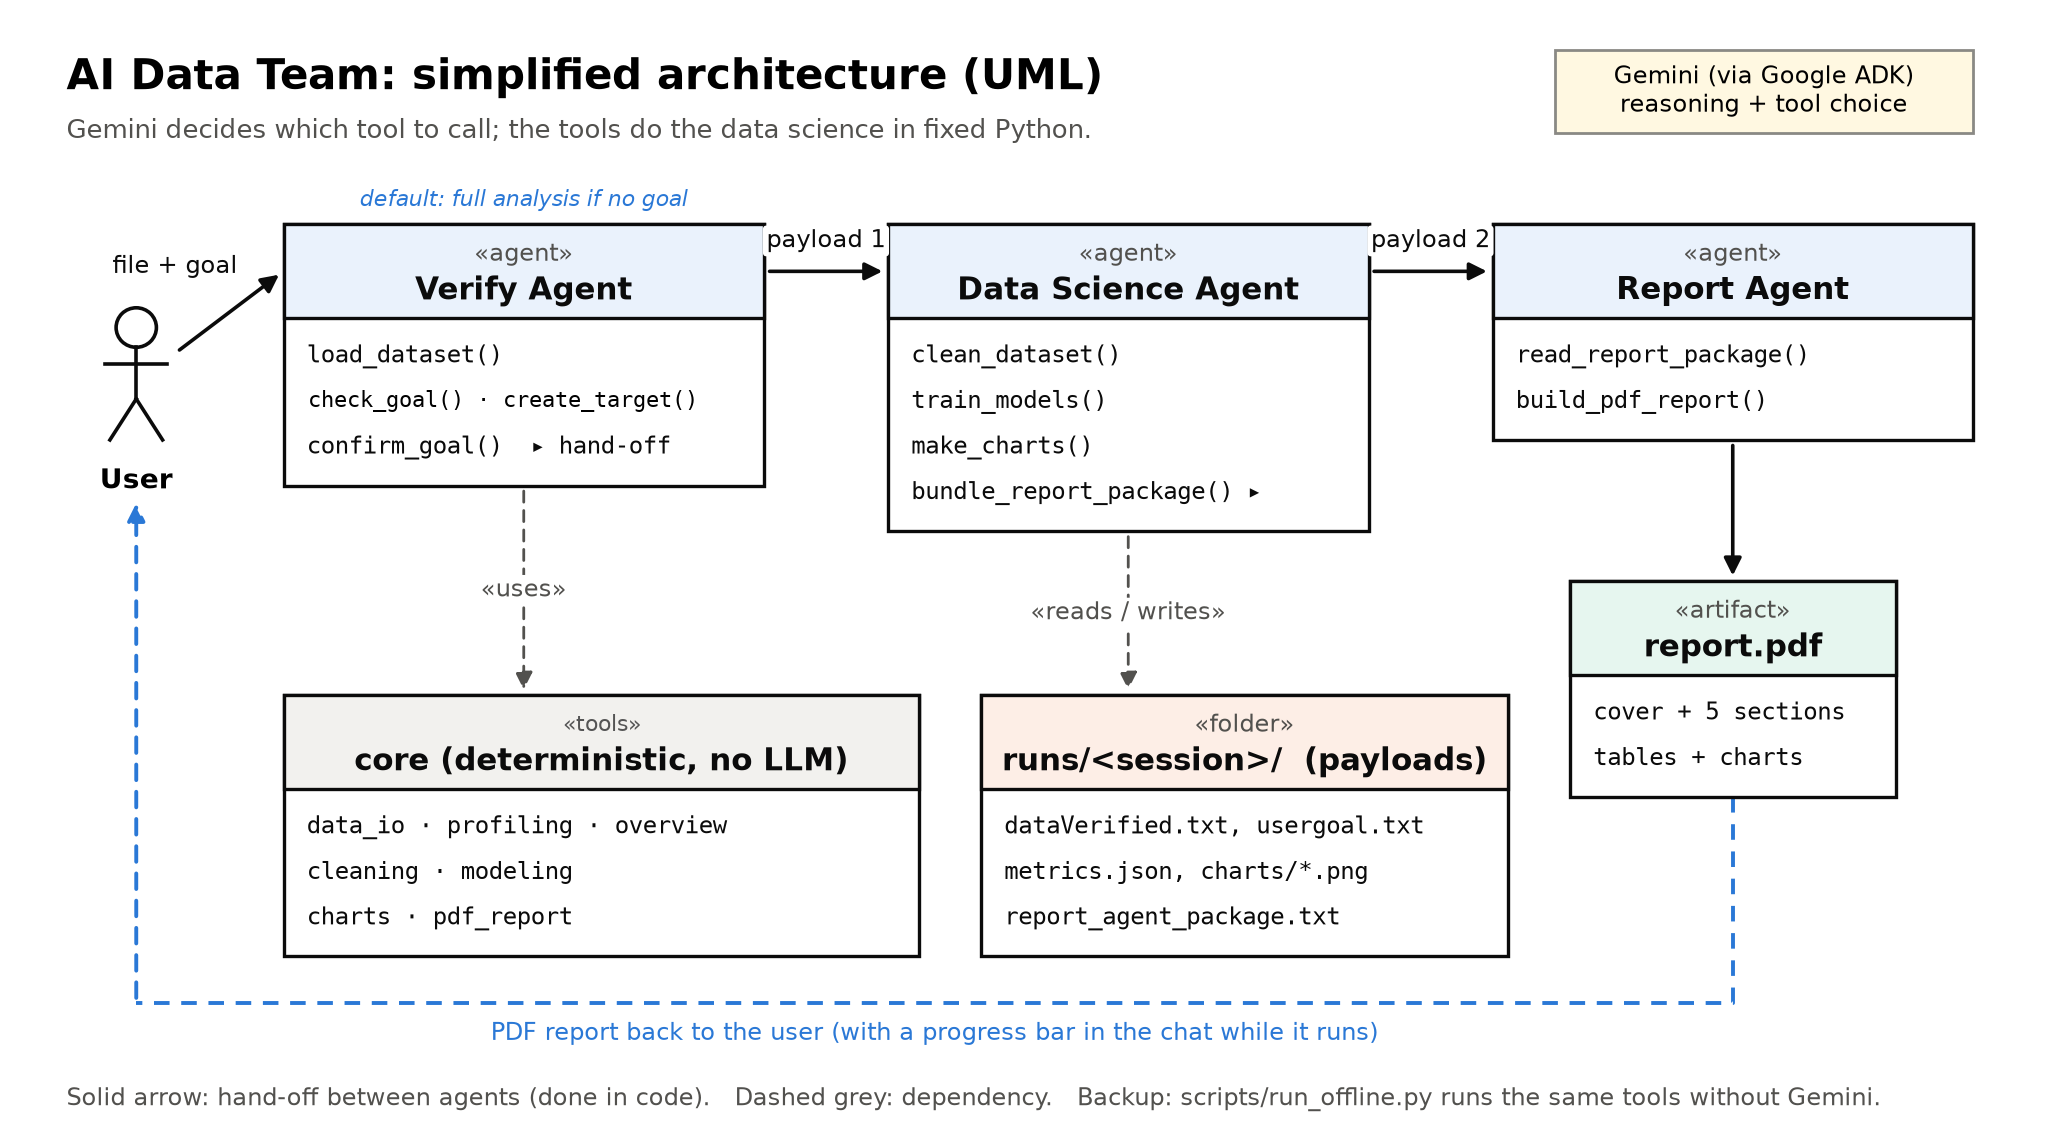 AI Data Team: simplified architecture (UML)
Gemini decides which tool to call; the tools do the data science in fixed Python.
Gemini (via Google ADK)
reasoning + tool choice
default: full analysis if no goal
file + goal
User
«agent»
Verify Agent
load_dataset()
check_goal() · create_target()
confirm_goal() ▸ hand-off
payload 1
«agent»
Data Science Agent
clean_dataset()
train_models()
make_charts()
bundle_report_package() ▸
payload 2
«agent»
Report Agent
read_report_package()
build_pdf_report()
«uses»
«reads / writes»
«artifact»
report.pdf
cover + 5 sections
tables + charts
«tools»
core (deterministic, no LLM)
data_io · profiling · overview
cleaning · modeling
charts · pdf_report
«folder»
runs/<session>/ (payloads)
dataVerified.txt, usergoal.txt
metrics.json, charts/*.png
report_agent_package.txt
PDF report back to the user (with a progress bar in the chat while it runs)
Solid arrow: hand-off between agents (done in code). Dashed grey: dependency. Backup: scripts/run_offline.py runs the same tools without Gemini.